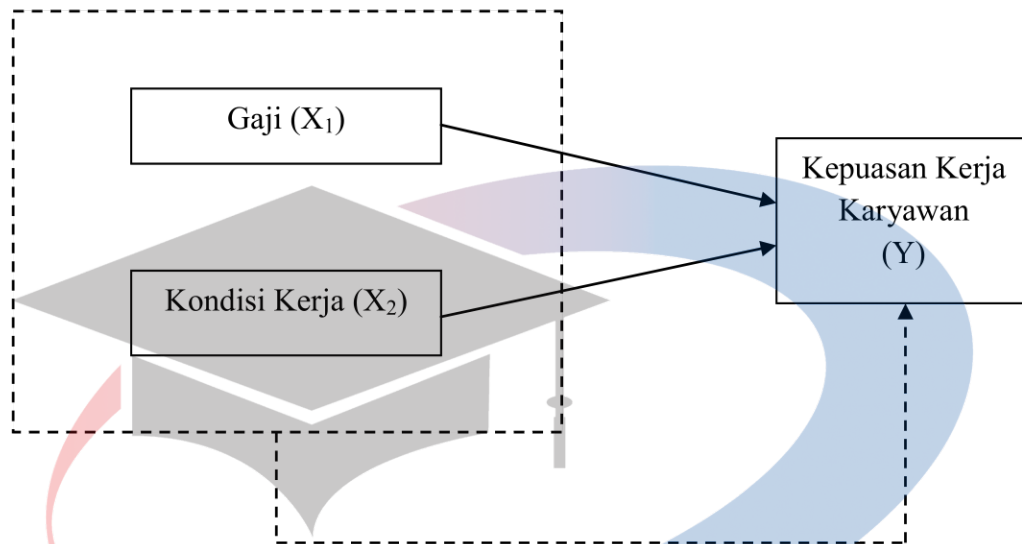 Gaji (X₁)
Kepuasan Kerja
Karyawan
(Y)
Kondisi Kerja (X₂)